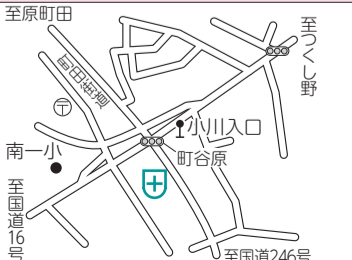 至原町田
至つくし野
町田街道
〒
小川入口
南一小
町谷原
至国道16号
至国道246号